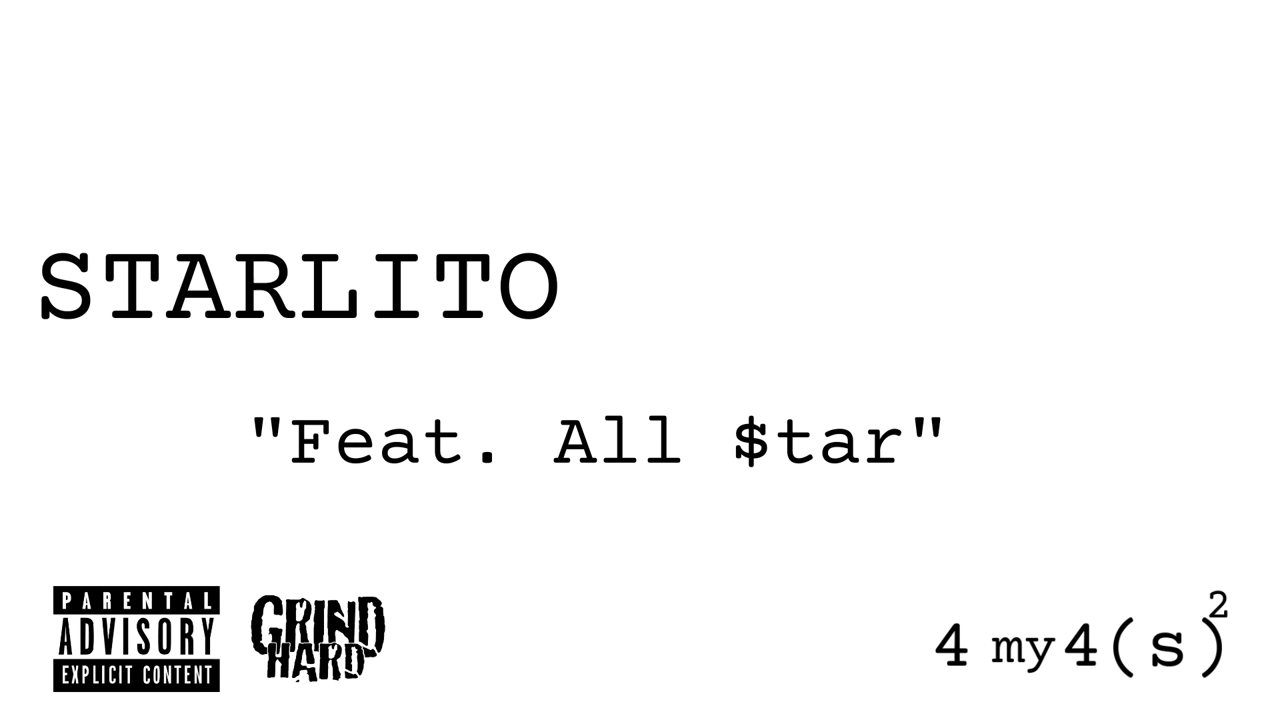 STARLITO
"Feat. All $tar"
PARENTAL
ADVISORY
EXPLICIT CONTENT
GRIND
HARD
4 my 4(s)²